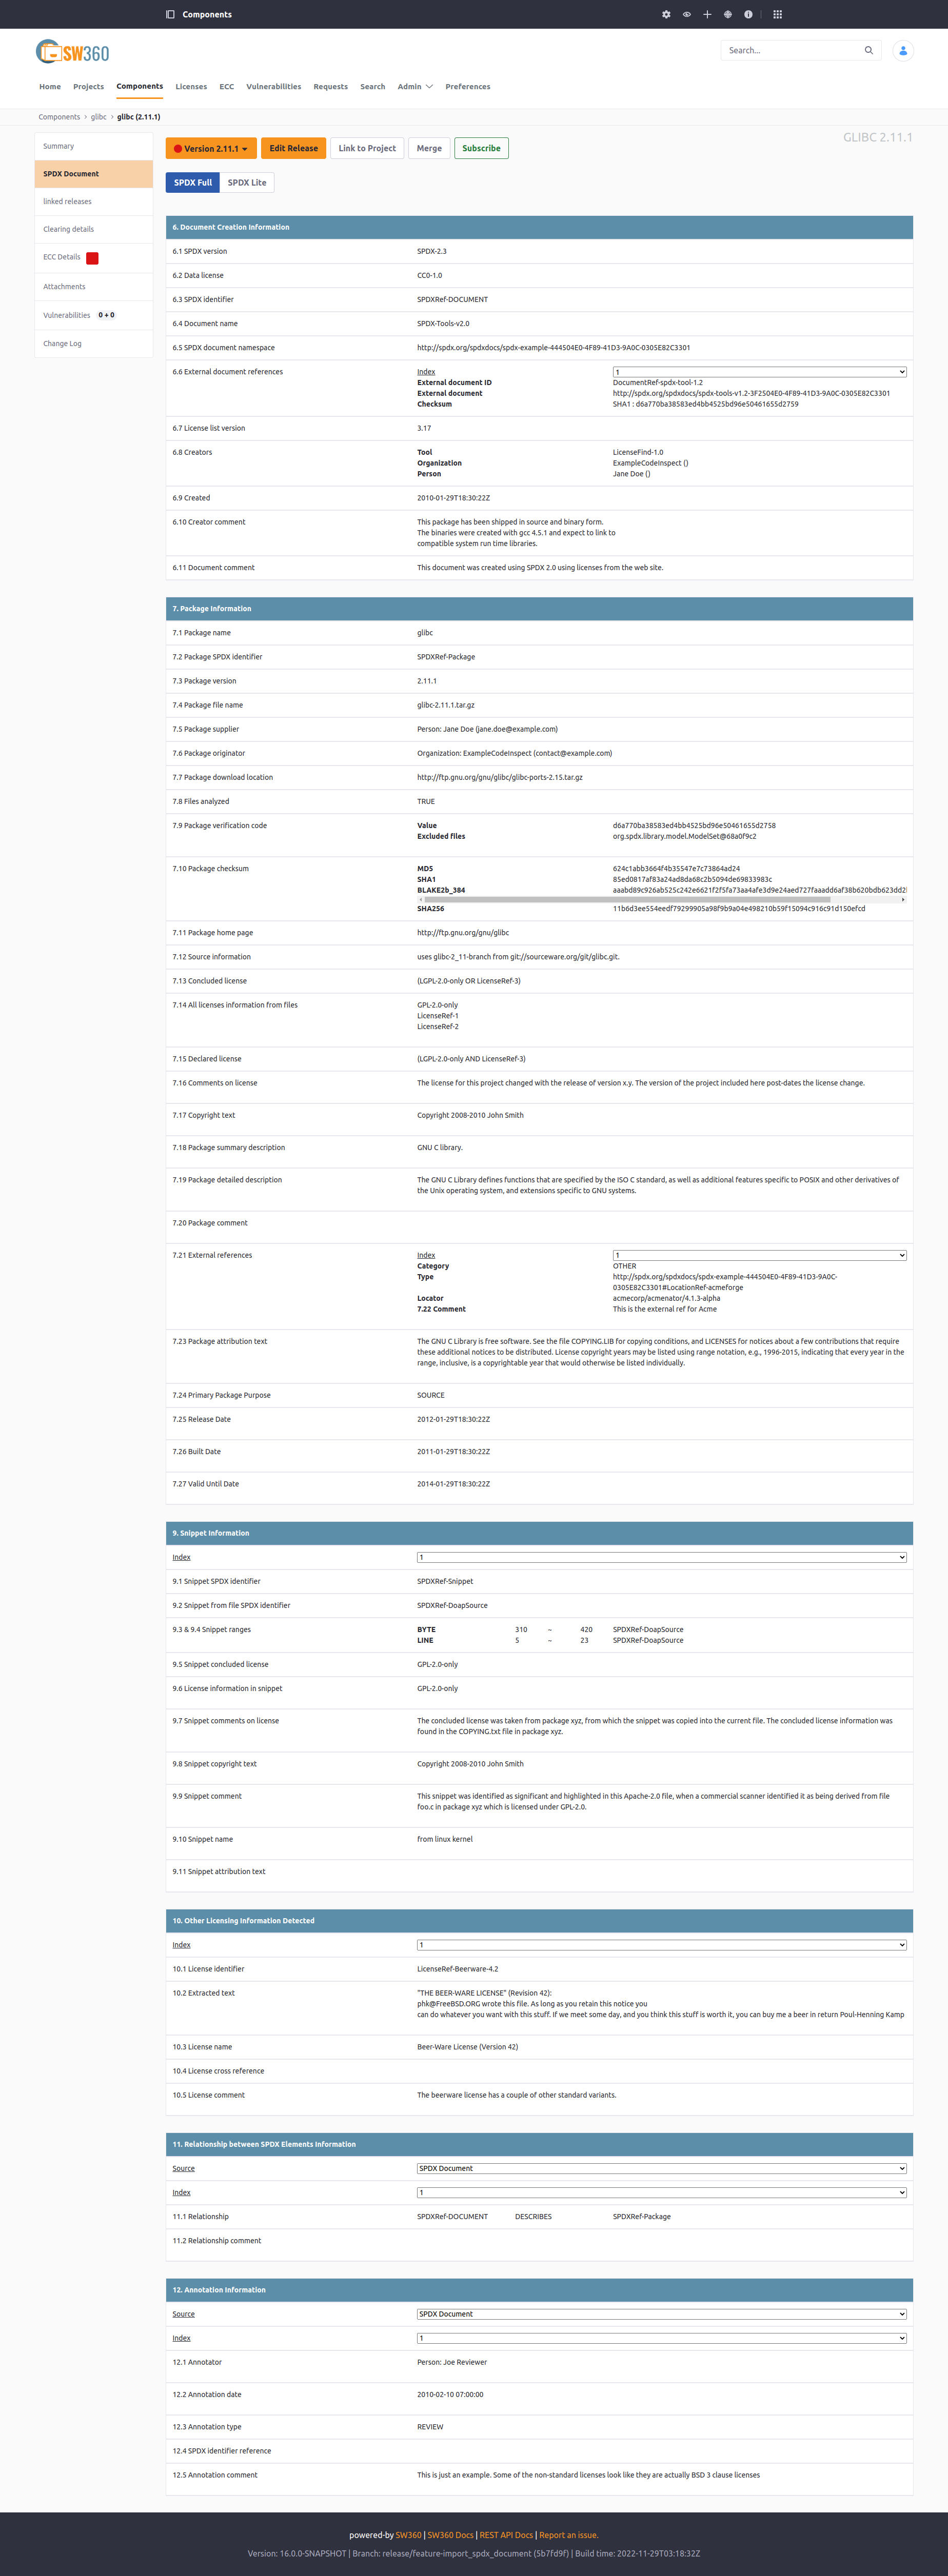 Components
SW360
Search...
Home Projects Components Licenses ECC Vulnerabilities Requests Search Admin Preferences
Components > glibc > glibc (2.11.1)
Summary
SPDX Document
linked releases
Clearing details
ECC Details
Attachments
Vulnerabilities 0 + 0
Change Log
Version 2.11.1 Edit Release Link to Project Merge Subscribe
GLIBC 2.11.1
SPDX Full SPDX Lite
6. Document Creation Information
6.1 SPDX version SPDX-2.3
6.2 Data license CC0-1.0
6.3 SPDX identifier SPDXRef-DOCUMENT
6.4 Document name SPDX-Tools-v2.0
6.5 SPDX document namespace http://spdx.org/spdxdocs/spdx-example-444504E0-4F89-41D3-9A0C-0305E82C3301
6.6 External document references Index 1
External document ID DocumentRef-spdx-tool-1.2
External document http://spdx.org/spdxdocs/spdx-tools-v1.2-3F2504E0-4F89-41D3-9A0C-0305E82C3301
Checksum SHA1 : d6a770ba38583ed4bb4525bd96e50461655d2759
6.7 License list version 3.17
6.8 Creators Tool LicenseFind-1.0
Organization ExampleCodeInspect ()
Person Jane Doe ()
6.9 Created 2010-01-29T18:30:22Z
6.10 Creator comment This package has been shipped in source and binary form.
The binaries were created with gcc 4.5.1 and expect to link to
compatible system run time libraries.
6.11 Document comment This document was created using SPDX 2.0 using licenses from the web site.
7. Package Information
7.1 Package name glibc
7.2 Package SPDX identifier SPDXRef-Package
7.3 Package version 2.11.1
7.4 Package file name glibc-2.11.1.tar.gz
7.5 Package supplier Person: Jane Doe (jane.doe@example.com)
7.6 Package originator Organization: ExampleCodeInspect (contact@example.com)
7.7 Package download location http://ftp.gnu.org/gnu/glibc/glibc-ports-2.15.tar.gz
7.8 Files analyzed TRUE
7.9 Package verification code Value d6a770ba38583ed4bb4525bd96e50461655d2758
Excluded files org.spdx.library.model.ModelSet@68a0f9c2
7.10 Package checksum MD5 624c1abb3664f4b35547e7c73864ad24
SHA1 85ed0817af83a24ad8da68c2b5094de69833983c
BLAKE2b_384 aaabd89c926ab525c242e6621f2f5fa73aa4afe3d9e24aed727faaadd6af38b620bdb623dd2
SHA256 11b6d3ee554eedf79299905a98f9b9a04e498210b59f15094c916c91d150efcd
7.11 Package home page http://ftp.gnu.org/gnu/glibc
7.12 Source information uses glibc-2_11-branch from git://sourceware.org/git/glibc.git.
7.13 Concluded license (LGPL-2.0-only OR LicenseRef-3)
7.14 All licenses information from files GPL-2.0-only
LicenseRef-1
LicenseRef-2
7.15 Declared license (LGPL-2.0-only AND LicenseRef-3)
7.16 Comments on license The license for this project changed with the release of version x.y. The version of the project included here post-dates the license change.
7.17 Copyright text Copyright 2008-2010 John Smith
7.18 Package summary description GNU C library.
7.19 Package detailed description The GNU C Library defines functions that are specified by the ISO C standard, as well as additional features specific to POSIX and other derivatives of
the Unix operating system, and extensions specific to GNU systems.
7.20 Package comment
7.21 External references Index 1
Category OTHER
Type http://spdx.org/spdxdocs/spdx-example-444504E0-4F89-41D3-9A0C-
0305E82C3301#LocationRef-acmeforge
Locator acmecorp/acmenator/4.1.3-alpha
7.22 Comment This is the external ref for Acme
7.23 Package attribution text The GNU C Library is free software. See the file COPYING.LIB for copying conditions, and LICENSES for notices about a few contributions that require
these additional notices to be distributed. License copyright years may be listed using range notation, e.g., 1996-2015, indicating that every year in the
range, inclusive, is a copyrightable year that would otherwise be listed individually.
7.24 Primary Package Purpose SOURCE
7.25 Release Date 2012-01-29T18:30:22Z
7.26 Built Date 2011-01-29T18:30:22Z
7.27 Valid Until Date 2014-01-29T18:30:22Z
9. Snippet Information
Index 1
9.1 Snippet SPDX identifier SPDXRef-Snippet
9.2 Snippet from file SPDX identifier SPDXRef-DoapSource
9.3 & 9.4 Snippet ranges BYTE 310 ~ 420 SPDXRef-DoapSource
LINE 5 ~ 23 SPDXRef-DoapSource
9.5 Snippet concluded license GPL-2.0-only
9.6 License information in snippet GPL-2.0-only
9.7 Snippet comments on license The concluded license was taken from package xyz, from which the snippet was copied into the current file. The concluded license information was
found in the COPYING.txt file in package xyz.
9.8 Snippet copyright text Copyright 2008-2010 John Smith
9.9 Snippet comment This snippet was identified as significant and highlighted in this Apache-2.0 file, when a commercial scanner identified it as being derived from file
foo.c in package xyz which is licensed under GPL-2.0.
9.10 Snippet name from linux kernel
9.11 Snippet attribution text
10. Other Licensing Information Detected
Index 1
10.1 License identifier LicenseRef-Beerware-4.2
10.2 Extracted text "THE BEER-WARE LICENSE" (Revision 42):
phk@FreeBSD.ORG wrote this file. As long as you retain this notice you
can do whatever you want with this stuff. If we meet some day, and you think this stuff is worth it, you can buy me a beer in return Poul-Henning Kamp
10.3 License name Beer-Ware License (Version 42)
10.4 License cross reference
10.5 License comment The beerware license has a couple of other standard variants.
11. Relationship between SPDX Elements Information
Source SPDX Document
Index 1
11.1 Relationship SPDXRef-DOCUMENT DESCRIBES SPDXRef-Package
11.2 Relationship comment
12. Annotation Information
Source SPDX Document
Index 1
12.1 Annotator Person: Joe Reviewer
12.2 Annotation date 2010-02-10 07:00:00
12.3 Annotation type REVIEW
12.4 SPDX identifier reference
12.5 Annotation comment This is just an example. Some of the non-standard licenses look like they are actually BSD 3 clause licenses
powered-by SW360 | SW360 Docs | REST API Docs | Report an issue.
Version: 16.0.0-SNAPSHOT | Branch: release/feature-import_spdx_document (5b7fd9f) | Build time: 2022-11-29T03:18:32Z